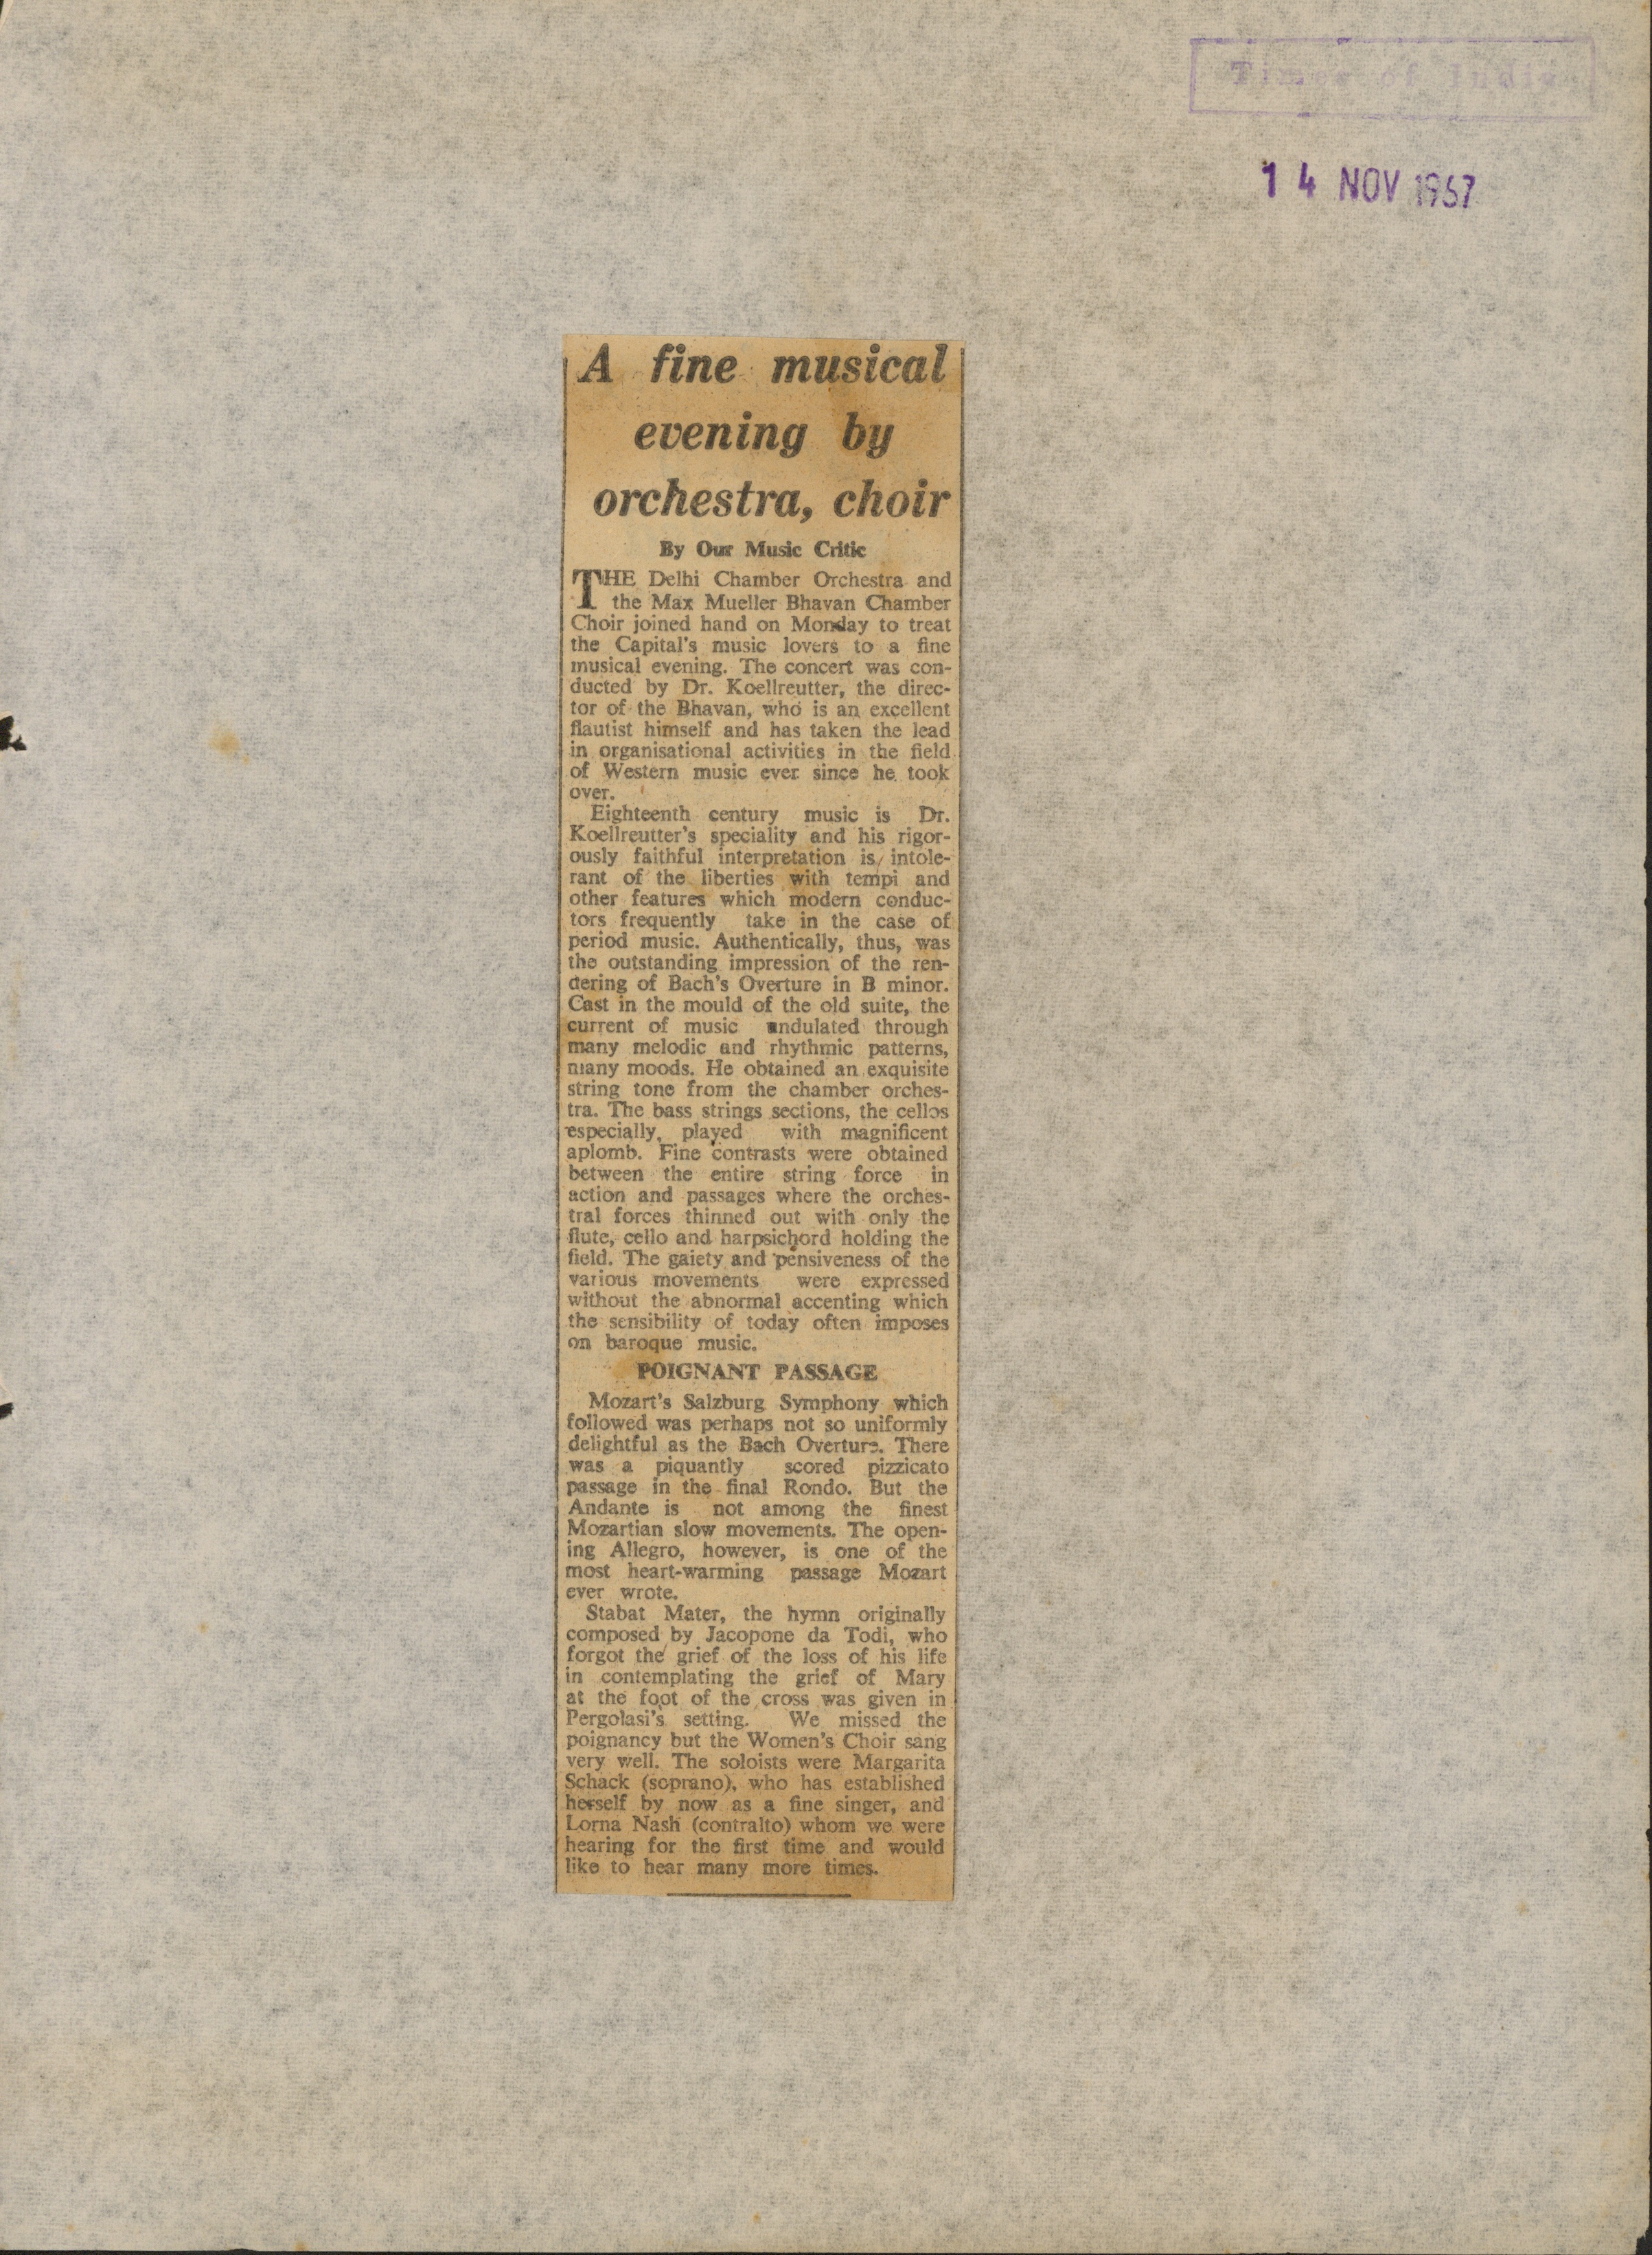 Times of India
14 NOV 1967
A fine musical
evening by
orchestra, choir
By Our Music Critic
THE Delhi Chamber Orchestra and
the Max Mueller Bhavan Chamber
Choir joined hand on Monday to treat
the Capital's music lovers to a fine
musical evening. The concert was con-
ducted by Dr. Koellreutter, the direc-
tor of the Bhavan, who is an excellent
flautist himself and has taken the lead
in organisational activities in the field
of Western music ever since he took
over.
Eighteenth century music is Dr.
Koellreutter's speciality and his rigor-
ously faithful interpretation is intole-
rant of the liberties with tempi and
other features which modern conduc-
tors frequently take in the case of
period music. Authentically, thus, was
the outstanding impression of the ren-
dering of Bach's Overture in B minor.
Cast in the mould of the old suite, the
current of music undulated through
many melodic and rhythmic patterns,
many moods. He obtained an exquisite
string tone from the chamber orches-
tra. The bass strings sections, the cellos
especially, played with magnificent
aplomb. Fine contrasts were obtained
between the entire string force in
action and passages where the orches-
tral forces thinned out with only the
flute, cello and harpsichord holding the
field. The gaiety and pensiveness of the
various movements were expressed
without the abnormal accenting which
the sensibility of today often imposes
on baroque music.
POIGNANT PASSAGE
Mozart's Salzburg Symphony which
followed was perhaps not so uniformly
delightful as the Bach Overture. There
was a piquantly scored pizzicato
passage in the final Rondo. But the
Andante is not among the finest
Mozartian slow movements. The open-
ing Allegro, however, is one of the
most heart-warming passage Mozart
ever wrote.
Stabat Mater, the hymn originally
composed by Jacopone da Todi, who
forgot the grief of the loss of his life
in contemplating the grief of Mary
at the foot of the cross was given in
Pergolasi's setting. We missed the
poignancy but the Women's Choir sang
very well. The soloists were Margarita
Schack (soprano), who has established
herself by now as a fine singer, and
Lorna Nash (contralto) whom we were
hearing for the first time and would
like to hear many more times.